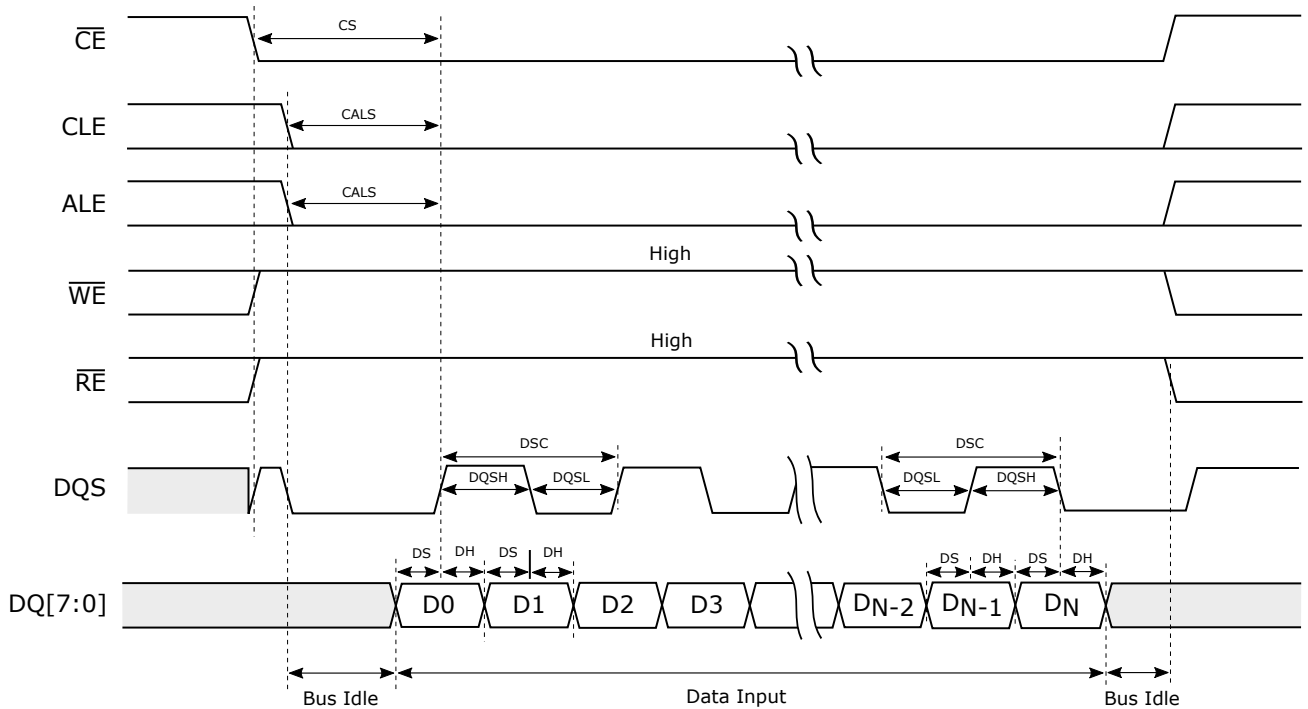 CE
CS
CLE
CALS
ALE
CALS
High
WE
High
RE
DQS
DSC
DSC
DQSH
DQSL
DQSL
DQSH
DS
DH
DS
DH
DS
DH
DS
DH
DQ[7:0]
D0
D1
D2
D3
DN-2
DN-1
DN
Bus Idle
Data Input
Bus Idle